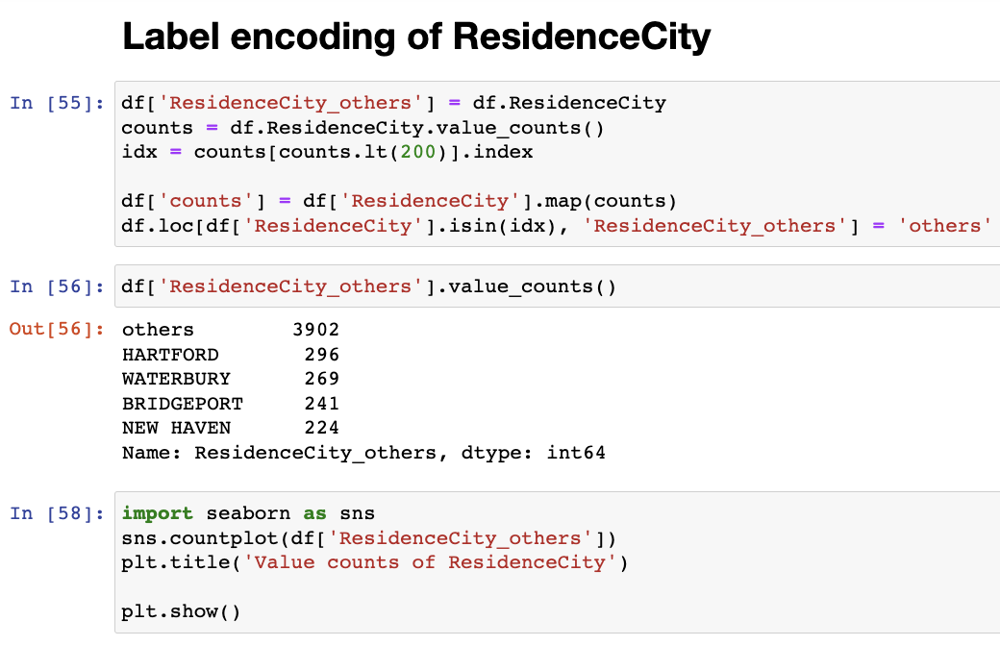 Label encoding of ResidenceCity
In [55]: df['ResidenceCity_others'] = df.ResidenceCity
counts = df.ResidenceCity.value_counts()
idx = counts[counts.lt(200)].index
df['counts'] = df['ResidenceCity'].map(counts)
df.loc[df['ResidenceCity'].isin(idx), 'ResidenceCity_others'] = 'others'
In [56]: df['ResidenceCity_others'].value_counts()
Out[56]: others 3902
HARTFORD 296
WATERBURY 269
BRIDGEPORT 241
NEW HAVEN 224
Name: ResidenceCity_others, dtype: int64
In [58]: import seaborn as sns
sns.countplot(df['ResidenceCity_others'])
plt.title('Value counts of ResidenceCity')
plt.show()